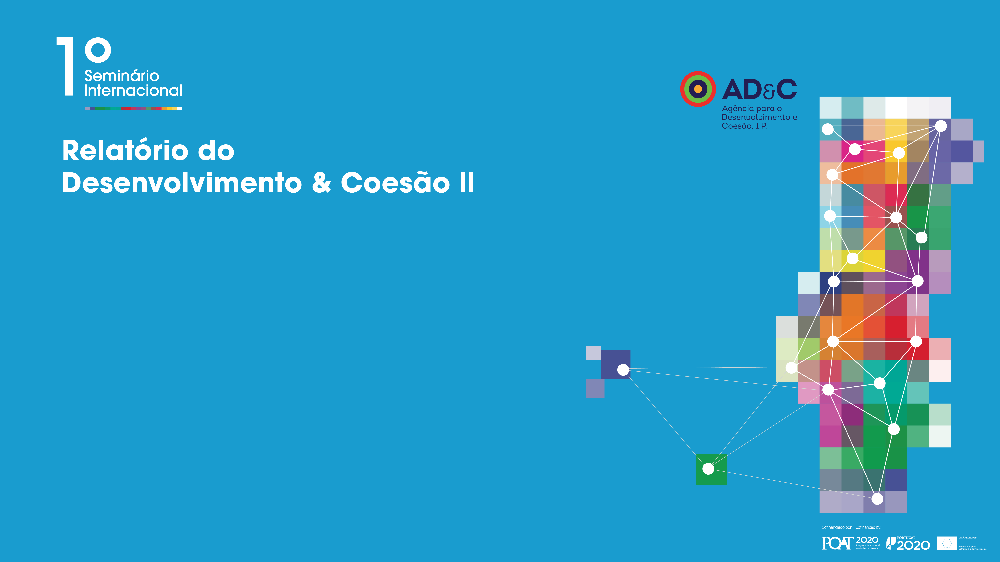 1º
Seminário
Internacional
Relatório do
Desenvolvimento & Coesão II
AD&C
Agência para o
Desenvolvimento e
Coesão, I.P.
Cofinanciado por: | Cofinanced by:
POAT 2020
Programa Operacional
Assistência Técnica
PORTUGAL
2020
UNIÃO EUROPEIA
Fundos Europeus
Estruturais e de Investimento